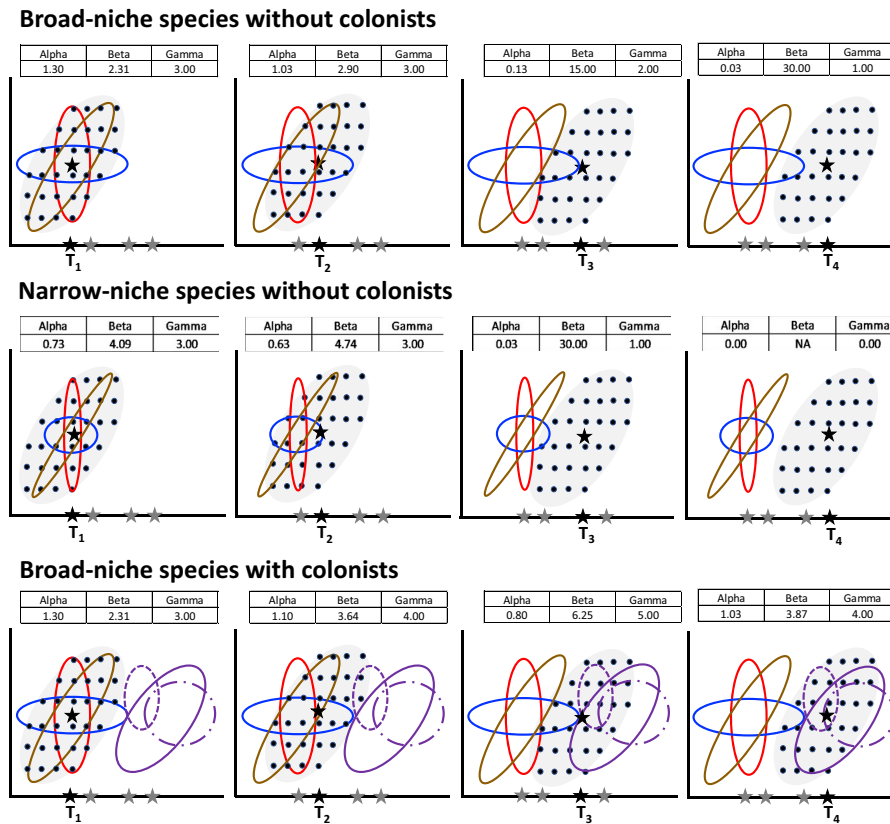 Broad-niche species without colonists
Alpha Beta Gamma Alpha Beta Gamma Alpha Beta Gamma Alpha Beta Gamma
1.30 2.31 3.00 1.03 2.90 3.00 0.13 15.00 2.00 0.03 30.00 1.00
T1 T2 T3 T4
Narrow-niche species without colonists
Alpha Beta Gamma Alpha Beta Gamma Alpha Beta Gamma Alpha Beta Gamma
0.73 4.09 3.00 0.63 4.74 3.00 0.03 30.00 1.00 0.00 NA 0.00
T1 T2 T3 T4
Broad-niche species with colonists
Alpha Beta Gamma Alpha Beta Gamma Alpha Beta Gamma Alpha Beta Gamma
1.30 2.31 3.00 1.10 3.64 4.00 0.80 6.25 5.00 1.03 3.87 4.00
T1 T2 T3 T4